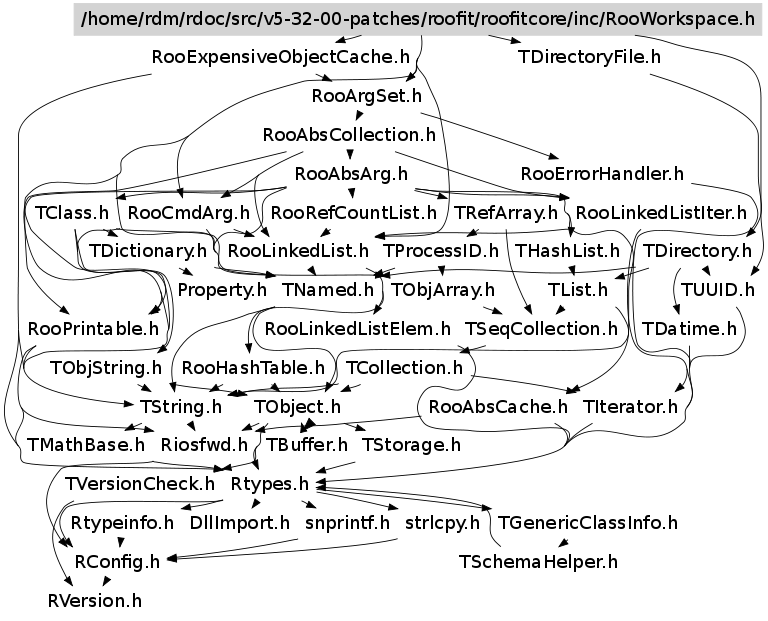 /home/rdm/rdoc/src/v5-32-00-patches/roofit/roofitcore/inc/RooWorkspace.h
RooExpensiveObjectCache.h
TDirectoryFile.h
RooArgSet.h
RooAbsCollection.h
RooAbsArg.h
RooErrorHandler.h
TClass.h
RooCmdArg.h
RooRefCountList.h
TRefArray.h
RooLinkedListIter.h
TDictionary.h
RooLinkedList.h
TProcessID.h
THashList.h
TDirectory.h
Property.h
TNamed.h
TObjArray.h
TList.h
TUUID.h
RooPrintable.h
RooLinkedListElem.h
TSeqCollection.h
TDatime.h
TObjString.h
RooHashTable.h
TCollection.h
TString.h
TObject.h
RooAbsCache.h
TIterator.h
TMathBase.h
Riosfwd.h
TBuffer.h
TStorage.h
TVersionCheck.h
Rtypes.h
Rtypeinfo.h
DllImport.h
snprintf.h
strlcpy.h
TGenericClassInfo.h
RConfig.h
TSchemaHelper.h
RVersion.h